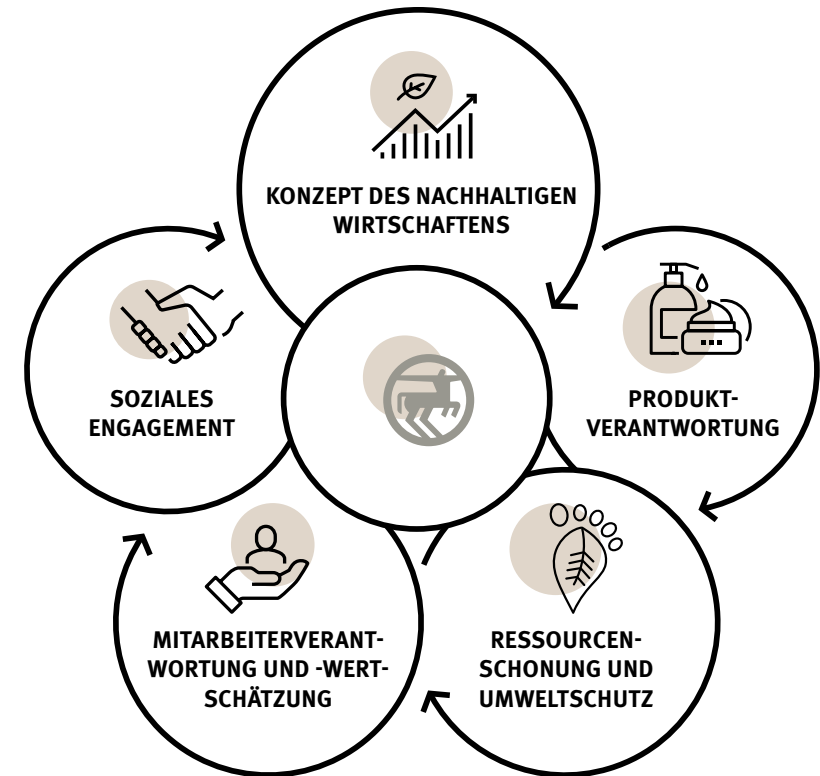 KONZEPT DES NACHHALTIGEN
WIRTSCHAFTENS
PRODUKT-
VERANTWORTUNG
RESSOURCEN-
SCHONUNG UND
UMWELTSCHUTZ
MITARBEITERVERANT-
WORTUNG UND -WERT-
SCHÄTZUNG
SOZIALES
ENGAGEMENT